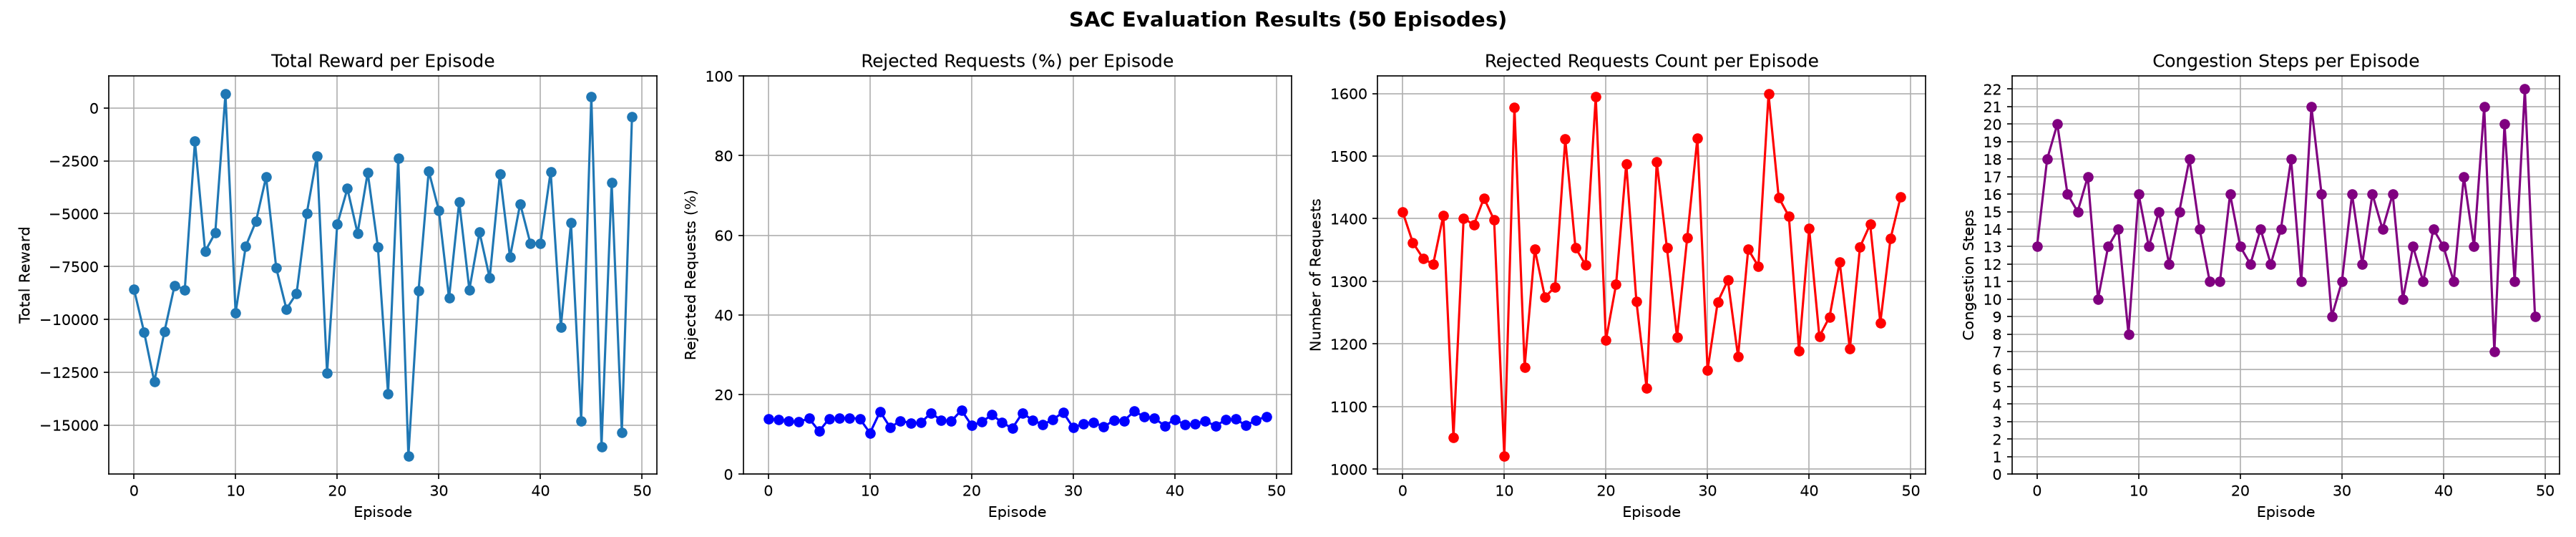 SAC Evaluation Results (50 Episodes)
Total Reward per Episode
Total Reward
0
−2500
−5000
−7500
−10000
−12500
−15000
0 10 20 30 40 50
Episode
Rejected Requests (%) per Episode
Rejected Requests (%)
100
80
60
40
20
0
0 10 20 30 40 50
Episode
Rejected Requests Count per Episode
Number of Requests
1600
1500
1400
1300
1200
1100
1000
0 10 20 30 40 50
Episode
Congestion Steps per Episode
Congestion Steps
22
21
20
19
18
17
16
15
14
13
12
11
10
9
8
7
6
5
4
3
2
1
0
0 10 20 30 40 50
Episode